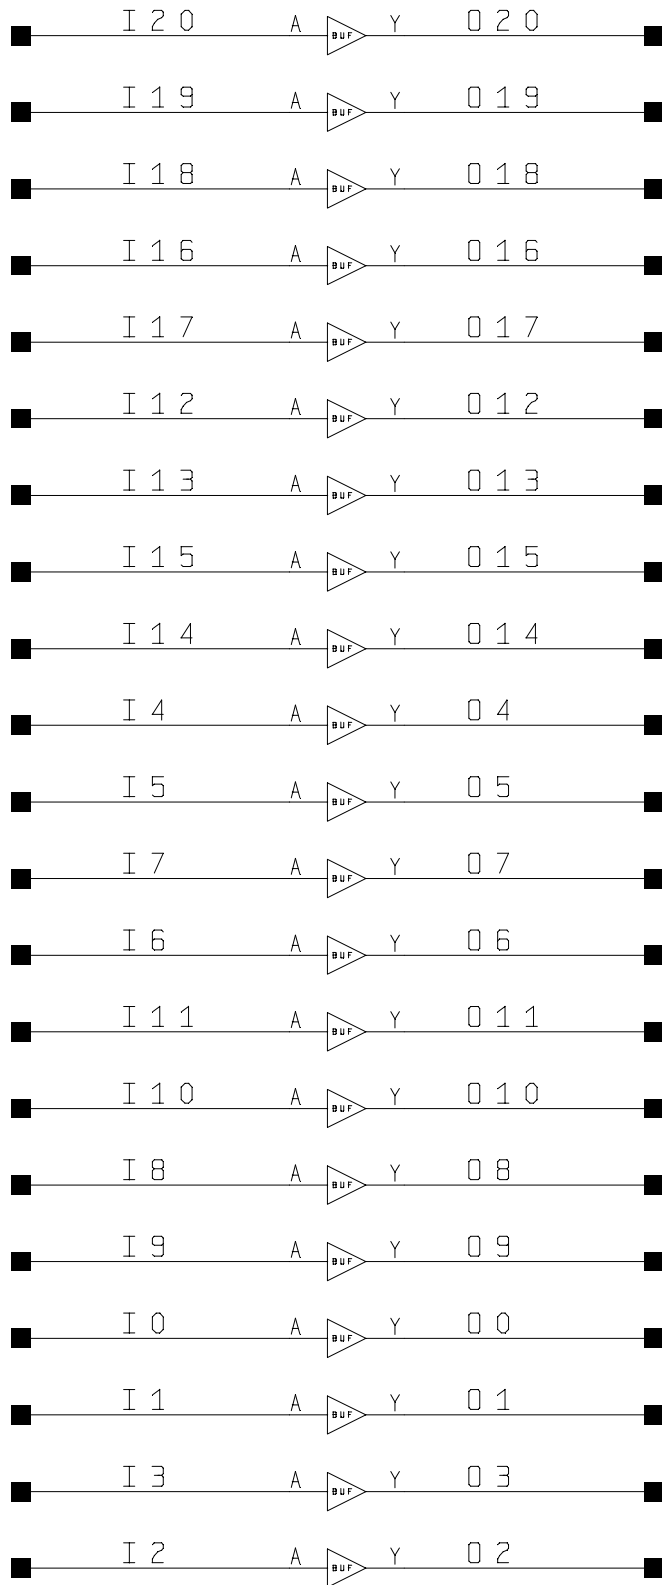 I20 A BUF Y O20
I19 A BUF Y O19
I18 A BUF Y O18
I16 A BUF Y O16
I17 A BUF Y O17
I12 A BUF Y O12
I13 A BUF Y O13
I15 A BUF Y O15
I14 A BUF Y O14
I4 A BUF Y O4
I5 A BUF Y O5
I7 A BUF Y O7
I6 A BUF Y O6
I11 A BUF Y O11
I10 A BUF Y O10
I8 A BUF Y O8
I9 A BUF Y O9
I0 A BUF Y O0
I1 A BUF Y O1
I3 A BUF Y O3
I2 A BUF Y O2